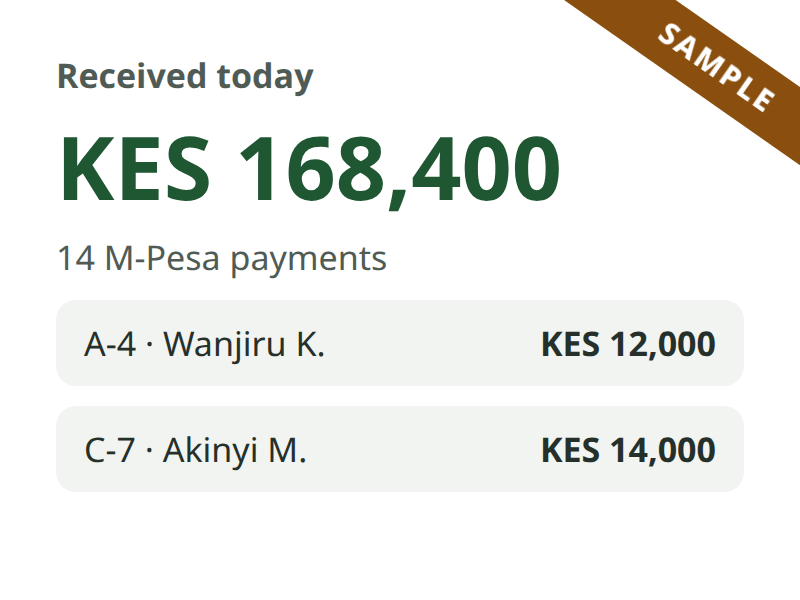 SAMPLE
Received today
KES 168,400
14 M-Pesa payments
A-4 · Wanjiru K. KES 12,000
C-7 · Akinyi M. KES 14,000